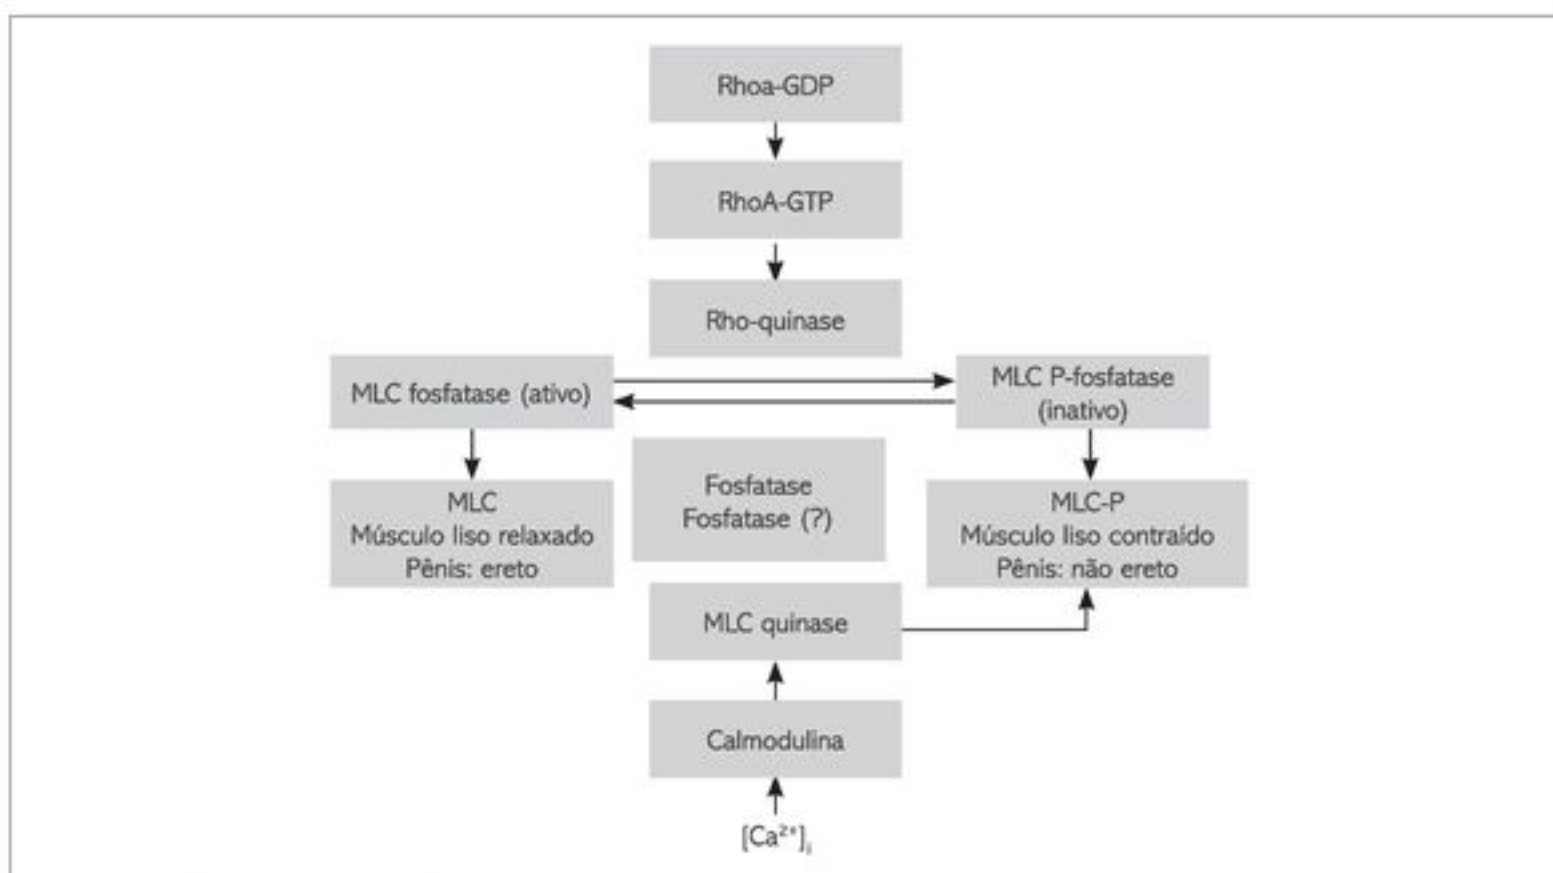 Rhoa-GDP
RhoA-GTP
Rho-quinase
MLC fosfatase (ativo)
MLC P-fosfatase
(inativo)
MLC
Músculo liso relaxado
Pênis: ereto
Fosfatase
Fosfatase (?)
MLC-P
Músculo liso contraído
Pênis: não ereto
MLC quinase
Calmodulina
[Ca²⁺]ᵢ